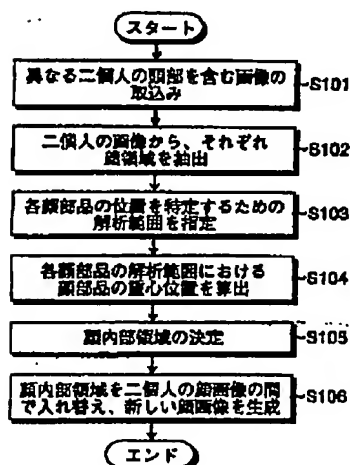 スタート
異なる二個人の頭部を含む画像の
取込み
S101
二個人の画像から、それぞれ
顔領域を抽出
S102
各顔部品の位置を特定するための
解析範囲を指定
S103
各顔部品の解析範囲における
顔部品の重心位置を算出
S104
顔内部領域の決定
S105
顔内部領域を二個人の顔画像の間
で入れ替え、新しい顔画像を生成
S106
エンド